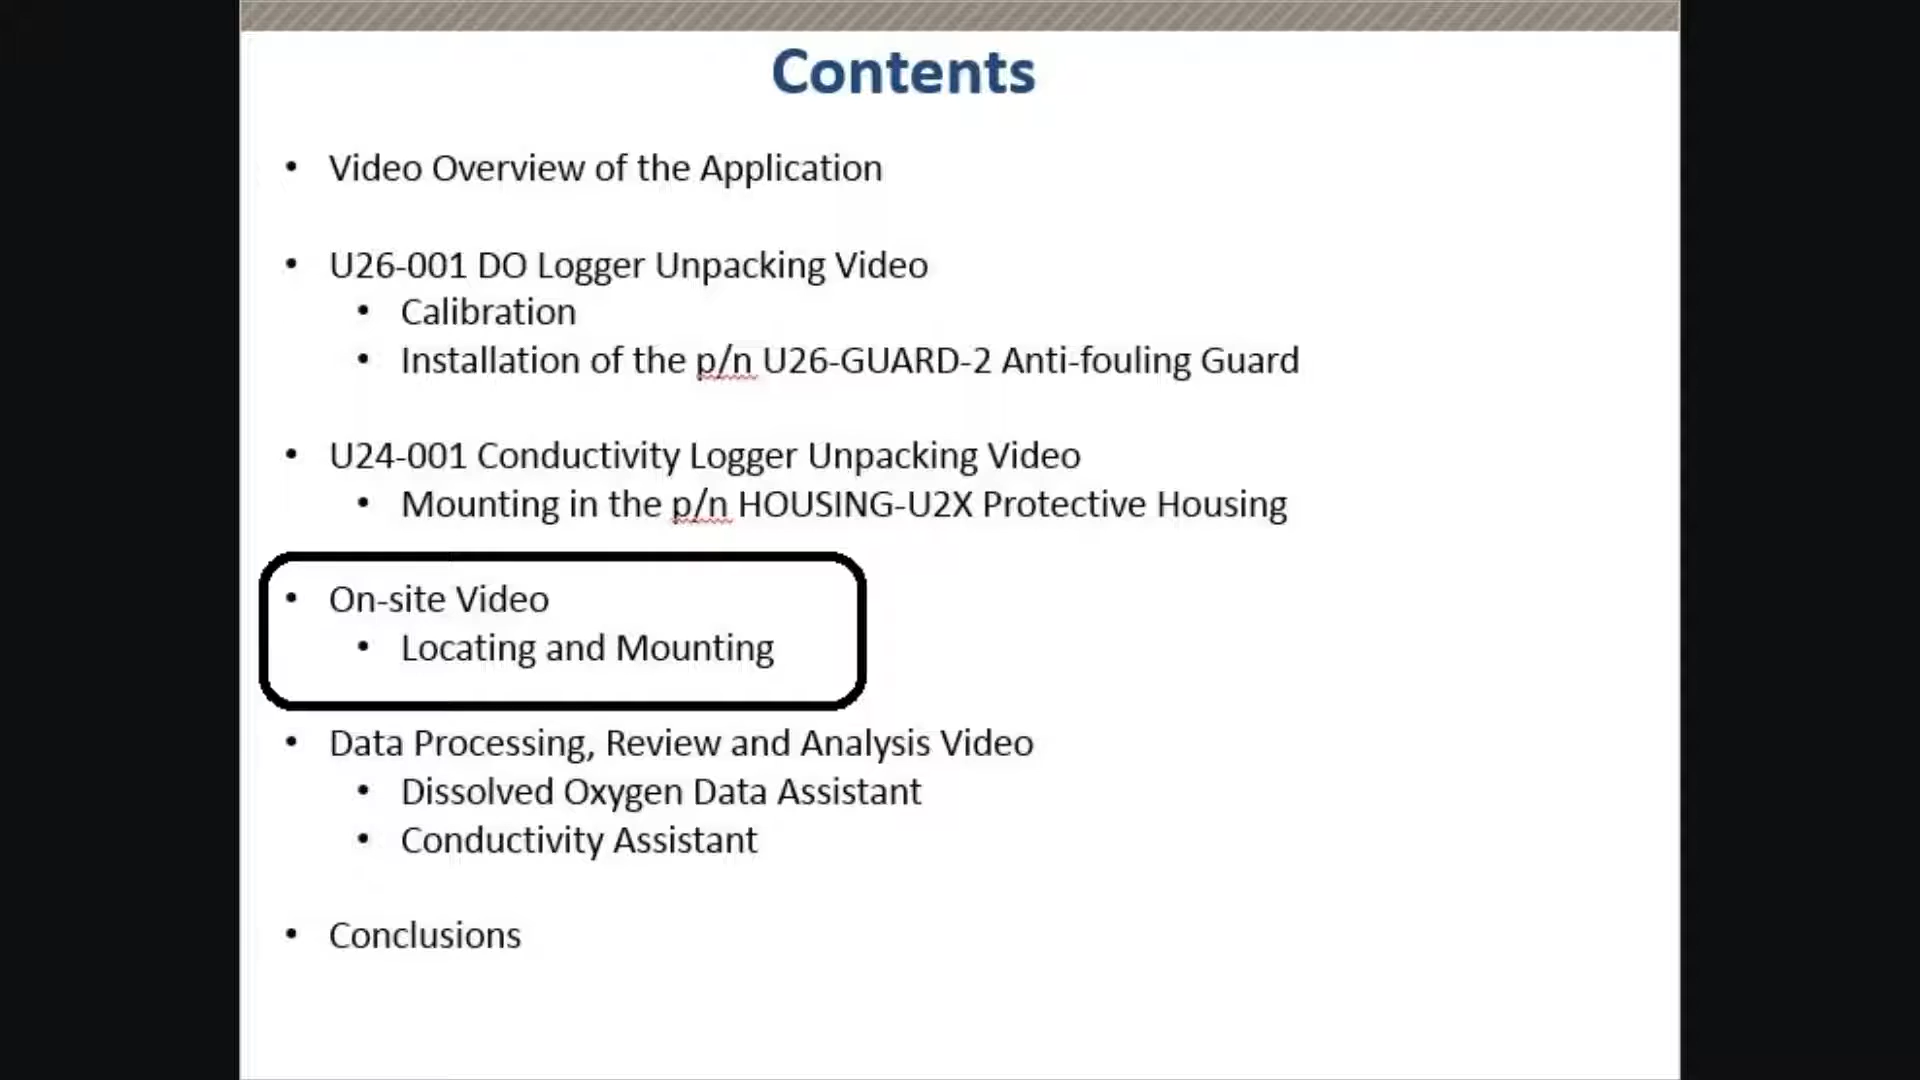 Contents
• Video Overview of the Application
• U26-001 DO Logger Unpacking Video
• Calibration
• Installation of the p/n U26-GUARD-2 Anti-fouling Guard
• U24-001 Conductivity Logger Unpacking Video
• Mounting in the p/n HOUSING-U2X Protective Housing
• On-site Video
• Locating and Mounting
• Data Processing, Review and Analysis Video
• Dissolved Oxygen Data Assistant
• Conductivity Assistant
• Conclusions